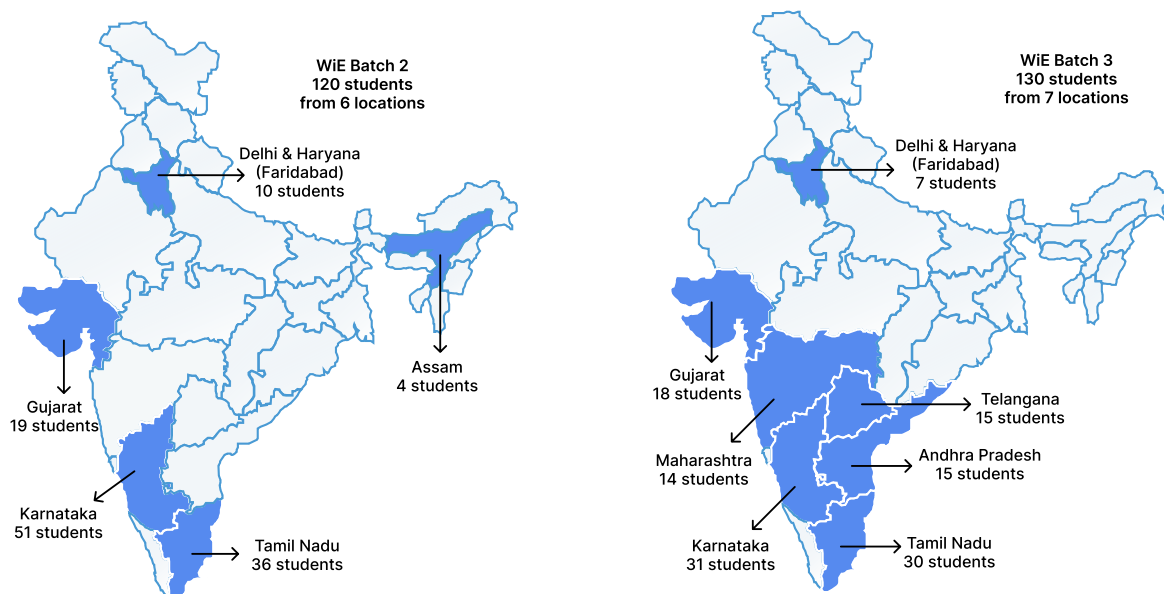 WiE Batch 2
120 students
from 6 locations
Delhi & Haryana
(Faridabad)
10 students
Assam
4 students
Gujarat
19 students
Karnataka
51 students
Tamil Nadu
36 students
WiE Batch 3
130 students
from 7 locations
Delhi & Haryana
(Faridabad)
7 students
Gujarat
18 students
Telangana
15 students
Maharashtra
14 students
Andhra Pradesh
15 students
Karnataka
31 students
Tamil Nadu
30 students